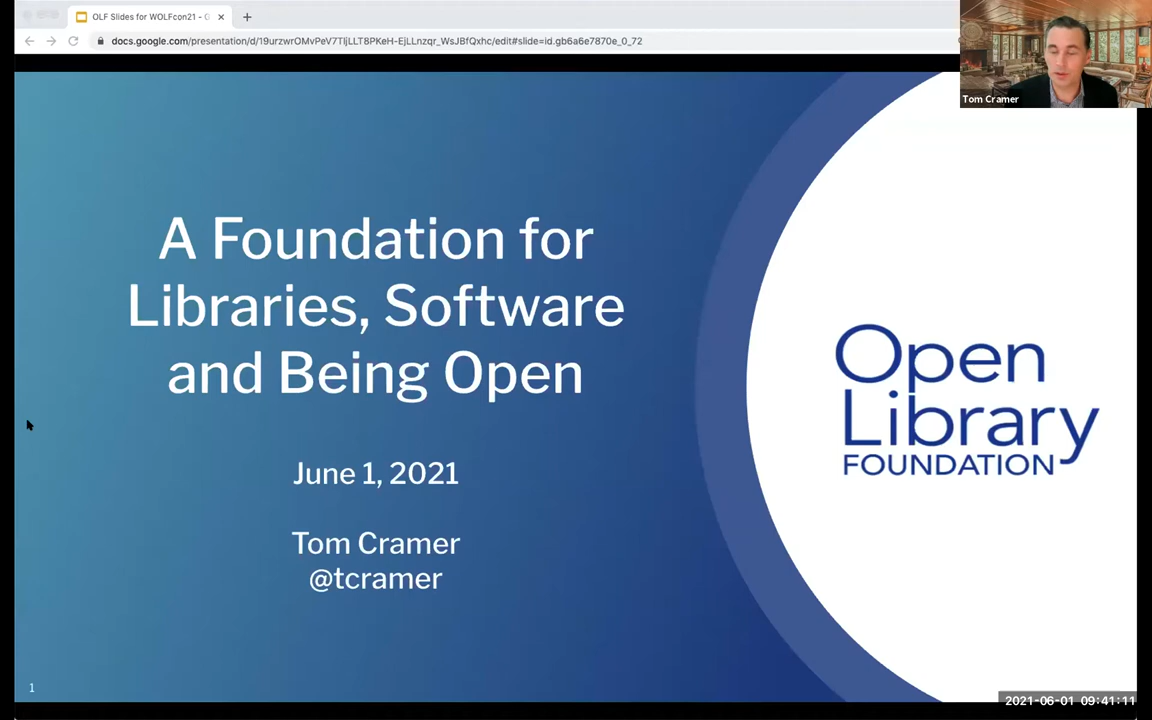 OLF Slides for WOLFcon21 - G
docs.google.com/presentation/d/19urzwrOMvPeV7TljLLT8PKeH-EjLLnzqr_WsJBfQxhc/edit#slide=id.gb6a6e7870e_0_72
Tom Cramer
A Foundation for
Libraries, Software
and Being Open
June 1, 2021
Tom Cramer
@tcramer
Open
Library
FOUNDATION
1
2021-06-01 09:41:11